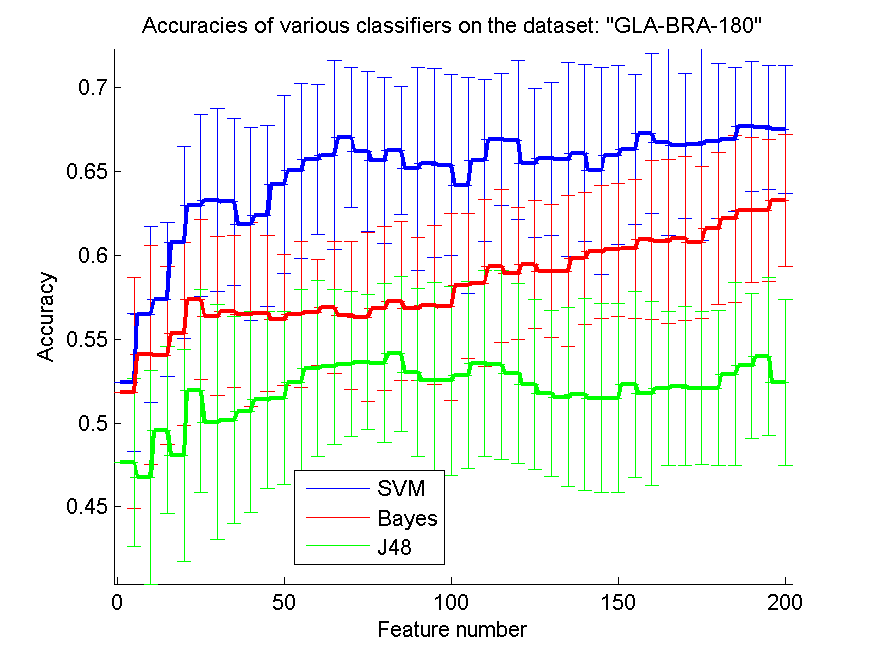 Accuracies of various classifiers on the dataset: "GLA-BRA-180"
0.7
0.65
0.6
0.55
0.5
0.45
Accuracy
SVM
Bayes
J48
0 50 100 150 200
Feature number